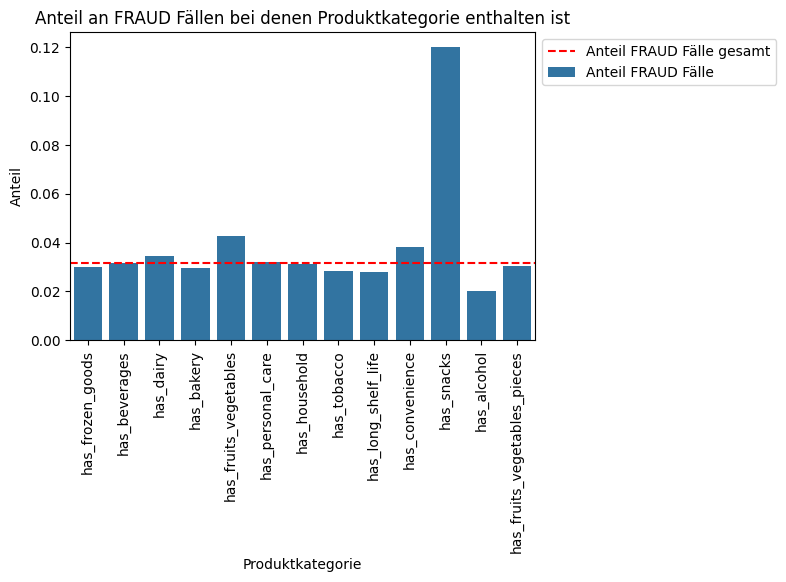 Anteil an FRAUD Fällen bei denen Produktkategorie enthalten ist
Anteil FRAUD Fälle gesamt
Anteil FRAUD Fälle
Anteil
0.12
0.10
0.08
0.06
0.04
0.02
0.00
has_frozen_goods
has_beverages
has_dairy
has_bakery
has_fruits_vegetables
has_personal_care
has_household
has_tobacco
has_long_shelf_life
has_convenience
has_snacks
has_alcohol
has_fruits_vegetables_pieces
Produktkategorie